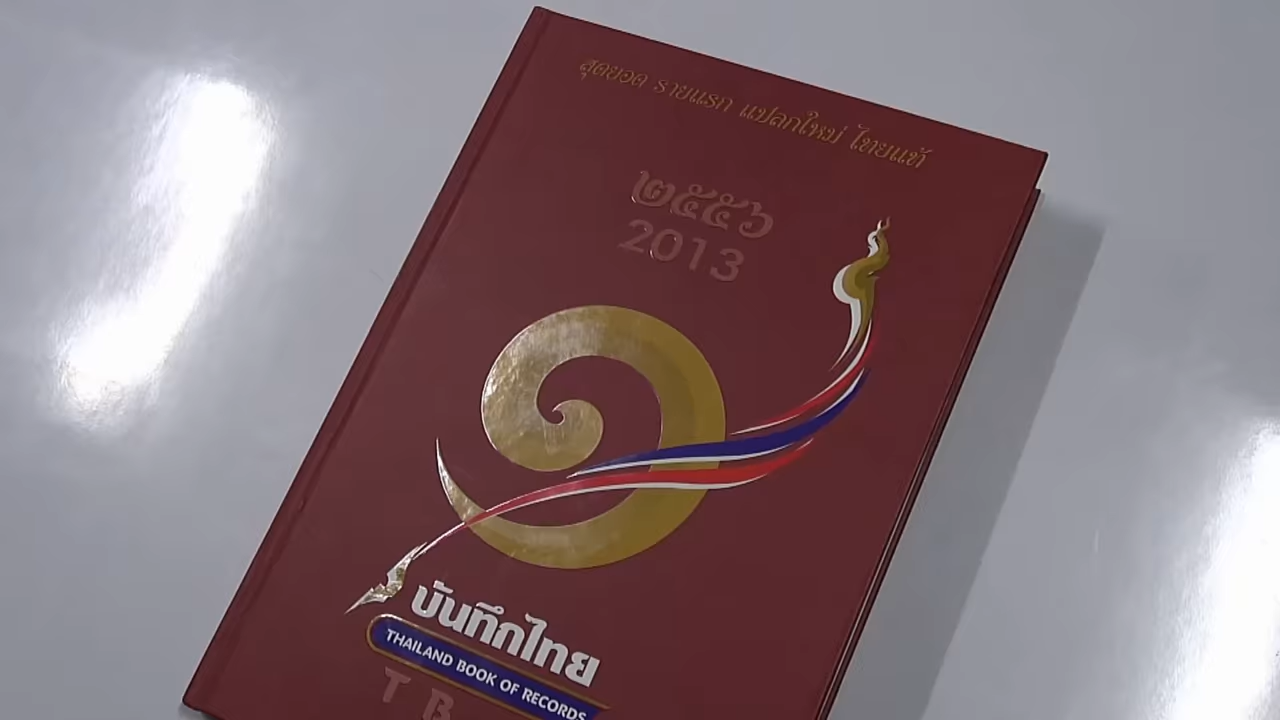 สุดยอด รายแรก แปลกใหม่ ไทยแท้
๒๕๕๖
2013
๑
บันทึกไทย
THAILAND BOOK OF RECORDS
T B